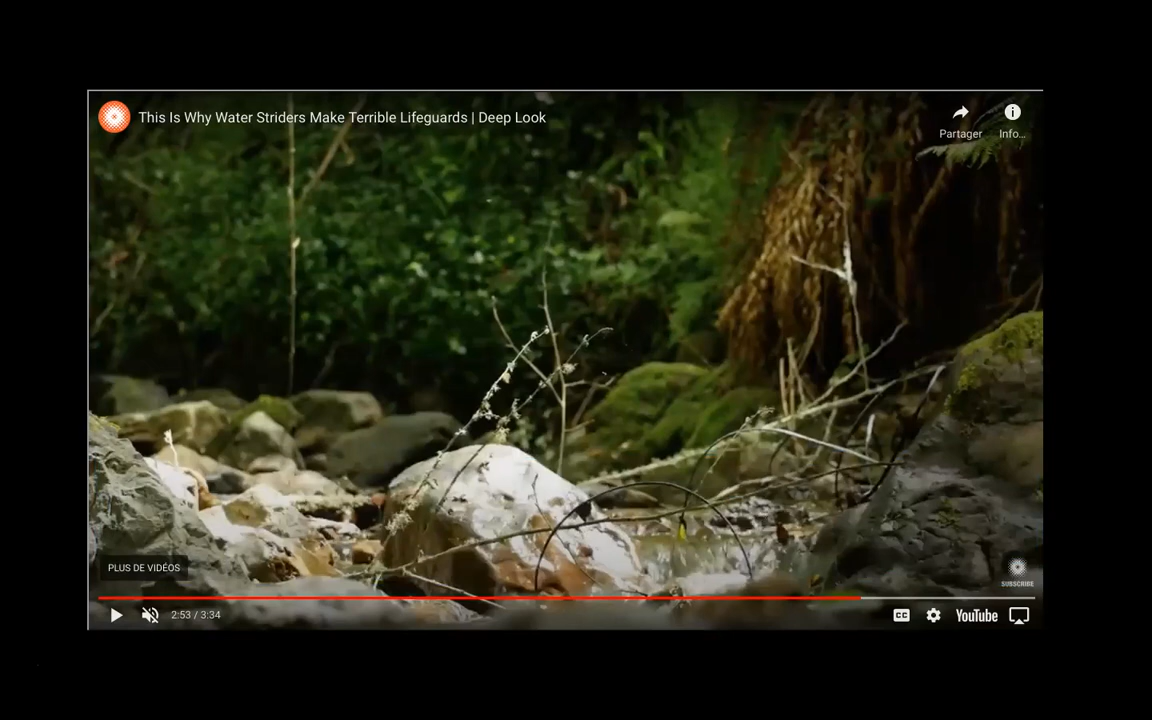 This Is Why Water Striders Make Terrible Lifeguards | Deep Look
Partager
Info...
PLUS DE VIDÉOS
SUBSCRIBE
2:53 / 3:34
CC
YouTube